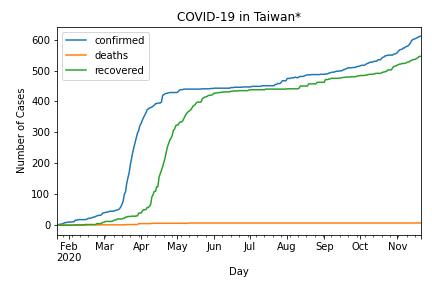 COVID-19 in Taiwan*
confirmed
deaths
recovered
Number of Cases
600
500
400
300
200
100
0
Feb Mar Apr May Jun Jul Aug Sep Oct Nov
2020
Day